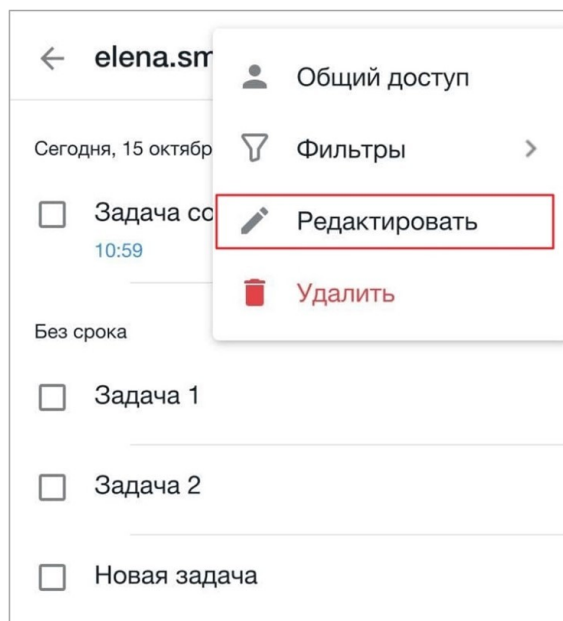 elena.sm
Общий доступ
Сегодня, 15 октябр
Фильтры
Задача со
Редактировать
10:59
Удалить
Без срока
Задача 1
Задача 2
Новая задача